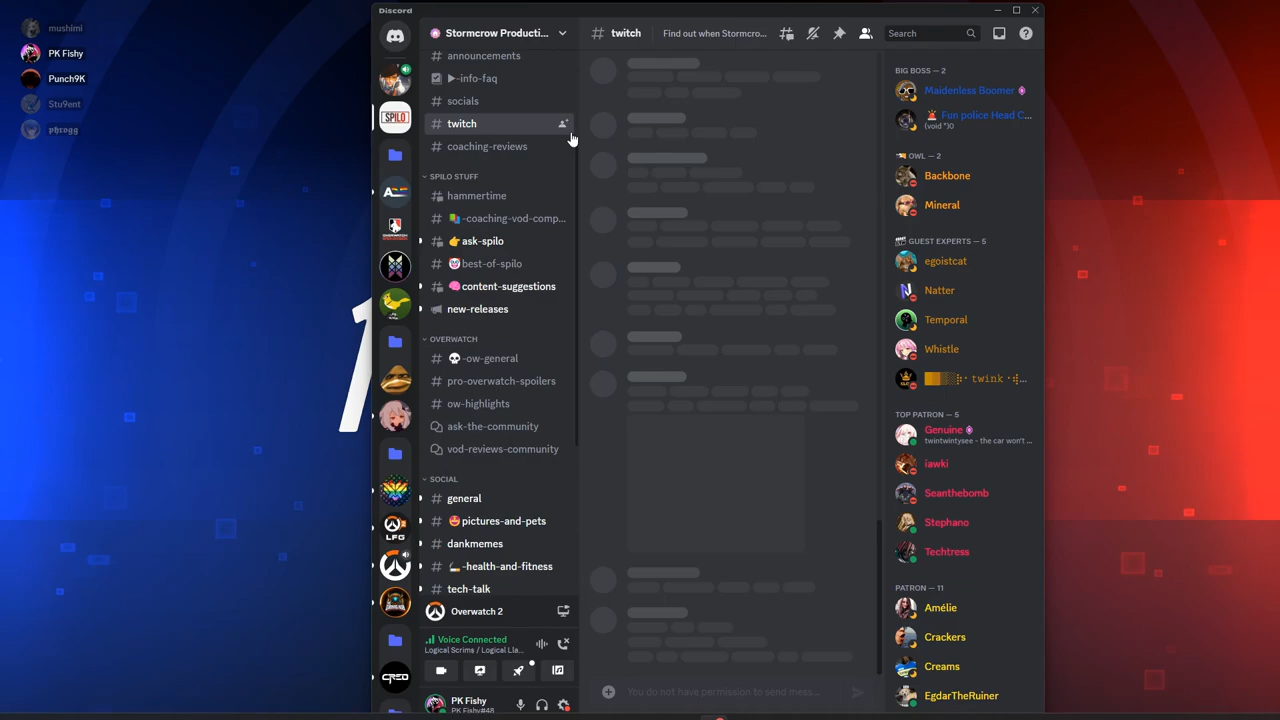 Discord
mushimi
PK Fishy
Punch9K
Stu9ent
phrogg
Stormcrow Producti...
announcements
-info-faq
socials
twitch
coaching-reviews
SPILO STUFF
hammertime
-coaching-vod-comp...
ask-spilo
best-of-spilo
content-suggestions
new-releases
OVERWATCH
-ow-general
pro-overwatch-spoilers
ow-highlights
ask-the-community
vod-reviews-community
SOCIAL
general
pictures-and-pets
dankmemes
-health-and-fitness
tech-talk
Overwatch 2
Voice Connected
Logical Scrims / Logical Lla...
PK Fishy
PK Fishy#48
SPILO
LFG
CREO
# twitch
Find out when Stormcro...
Search
You do not have permission to send mess...
BIG BOSS — 2
Maidenless Boomer
Fun police Head C...
(void *)0
OWL — 2
Backbone
Mineral
GUEST EXPERTS — 5
egoistcat
Natter
Temporal
Whistle
twink
TOP PATRON — 5
Genuine
twintwintysee - the car won't ...
iawki
Seanthebomb
Stephano
Techtress
PATRON — 11
Amélie
Crackers
Creams
EgdarTheRuiner